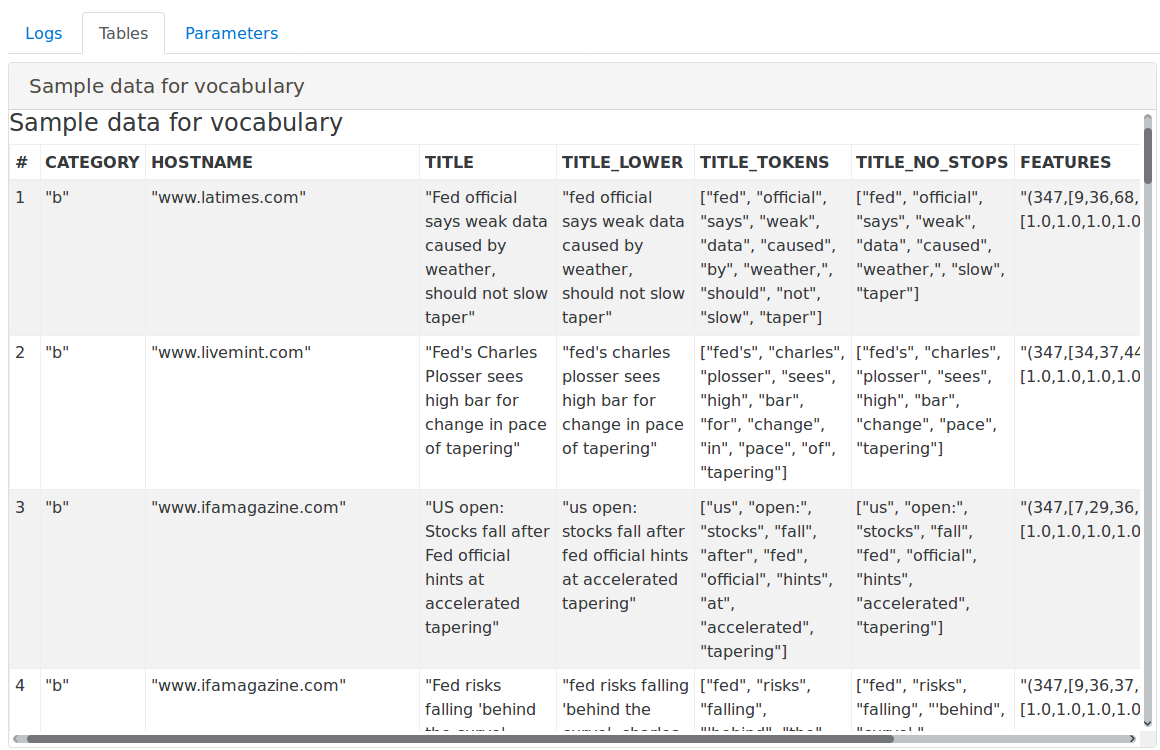 Logs Tables Parameters
Sample data for vocabulary
Sample data for vocabulary
# CATEGORY HOSTNAME TITLE TITLE_LOWER TITLE_TOKENS TITLE_NO_STOPS FEATURES
1 "b" "www.latimes.com" "Fed official "fed official ["fed", "official", ["fed", "official", "(347,[9,36,68,
says weak data says weak data "says", "weak", "says", "weak", [1.0,1.0,1.0,1.0
caused by caused by "data", "caused", "data", "caused",
weather, weather, "by", "weather,", "weather,", "slow",
should not slow should not slow "should", "not", "taper"]
taper" taper" "slow", "taper"]
2 "b" "www.livemint.com" "Fed's Charles "fed's charles ["fed's", "charles", ["fed's", "charles", "(347,[34,37,44
Plosser sees plosser sees "plosser", "sees", "plosser", "sees", [1.0,1.0,1.0,1.0
high bar for high bar for "high", "bar", "high", "bar",
change in pace change in pace "for", "change", "change", "pace",
of tapering" of tapering" "in", "pace", "of", "tapering"]
"tapering"]
3 "b" "www.ifamagazine.com" "US open: "us open: ["us", "open:", ["us", "open:", "(347,[7,29,36,
Stocks fall after stocks fall after "stocks", "fall", "stocks", "fall", [1.0,1.0,1.0,1.0
Fed official fed official hints "after", "fed", "fed", "official",
hints at at accelerated "official", "hints", "hints",
accelerated tapering" "at", "accelerated",
tapering" "accelerated", "tapering"]
"tapering"]
4 "b" "www.ifamagazine.com" "Fed risks "fed risks falling ["fed", "risks", ["fed", "risks", "(347,[9,36,37,
falling 'behind 'behind the "falling", "falling", "'behind", [1.0,1.0,1.0,1.0